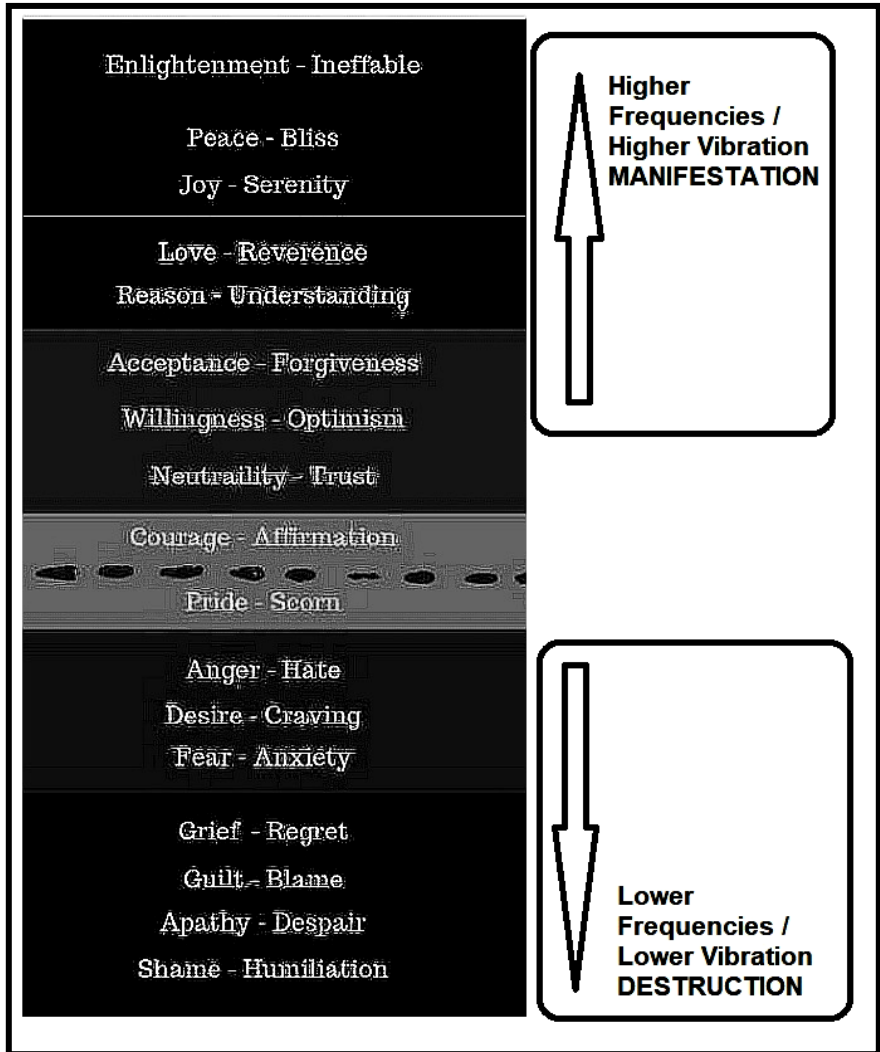 Enlightenment - Ineffable
Peace - Bliss
Joy - Serenity
Love - Reverence
Reason - Understanding
Acceptance - Forgiveness
Willingness - Optimism
Neutraility - Trust
Courage - Affirmation
Pride - Scorn
Anger - Hate
Desire - Craving
Fear - Anxiety
Grief - Regret
Guilt - Blame
Apathy - Despair
Shame - Humiliation
Higher
Frequencies /
Higher Vibration
MANIFESTATION
Lower
Frequencies /
Lower Vibration
DESTRUCTION